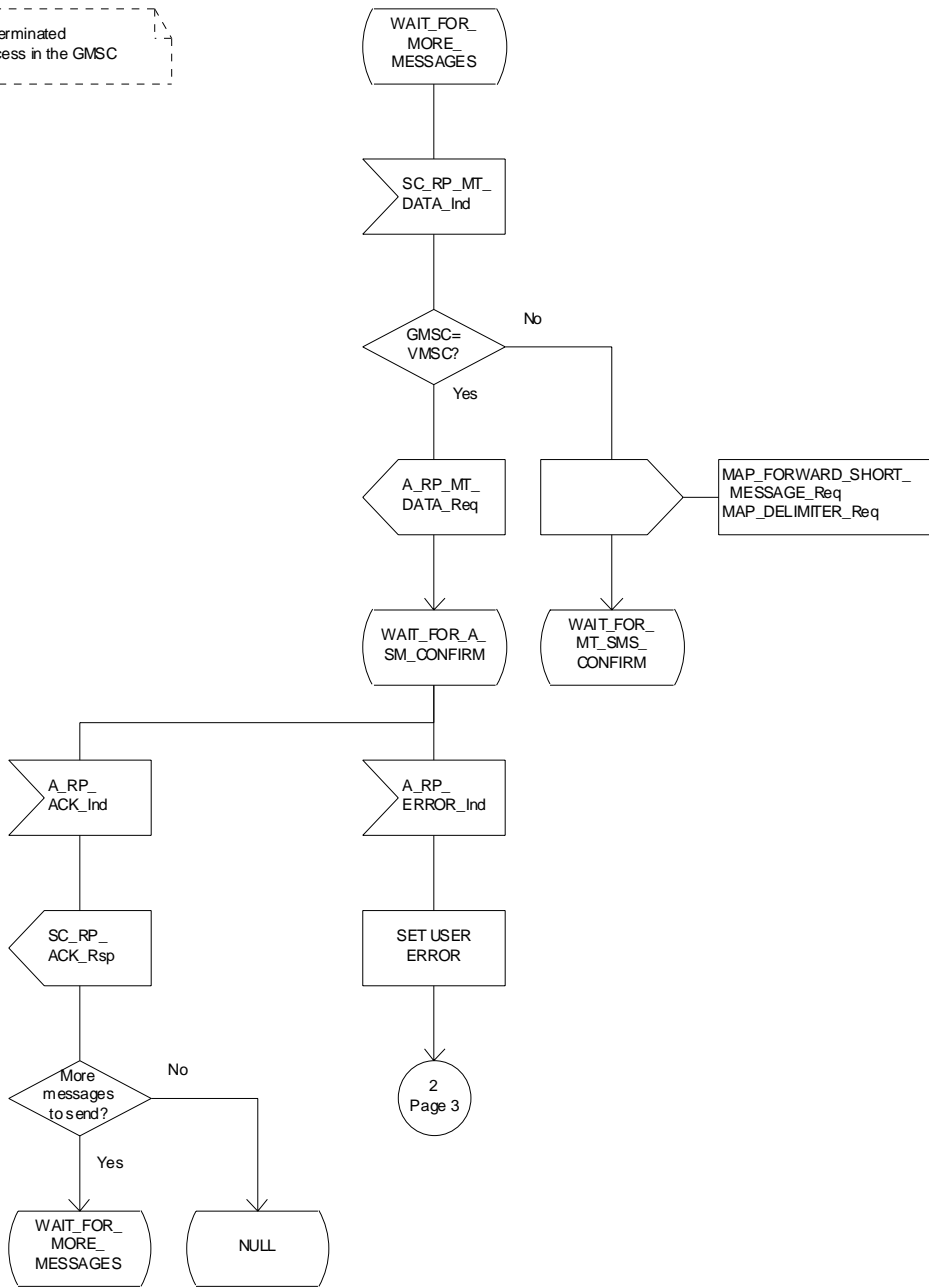 erminated
cess in the GMSC
WAIT_FOR_
MORE_
MESSAGES
SC_RP_MT_
DATA_Ind
GMSC=
VMSC?
No
Yes
A_RP_MT_
DATA_Req
MAP_FORWARD_SHORT_
MESSAGE_Req
MAP_DELIMITER_Req
WAIT_FOR_A_
SM_CONFIRM
WAIT_FOR_
MT_SMS_
CONFIRM
A_RP_
ACK_Ind
A_RP_
ERROR_Ind
SC_RP_
ACK_Rsp
SET USER
ERROR
More
messages
to send?
No
Yes
2
Page 3
WAIT_FOR_
MORE_
MESSAGES
NULL